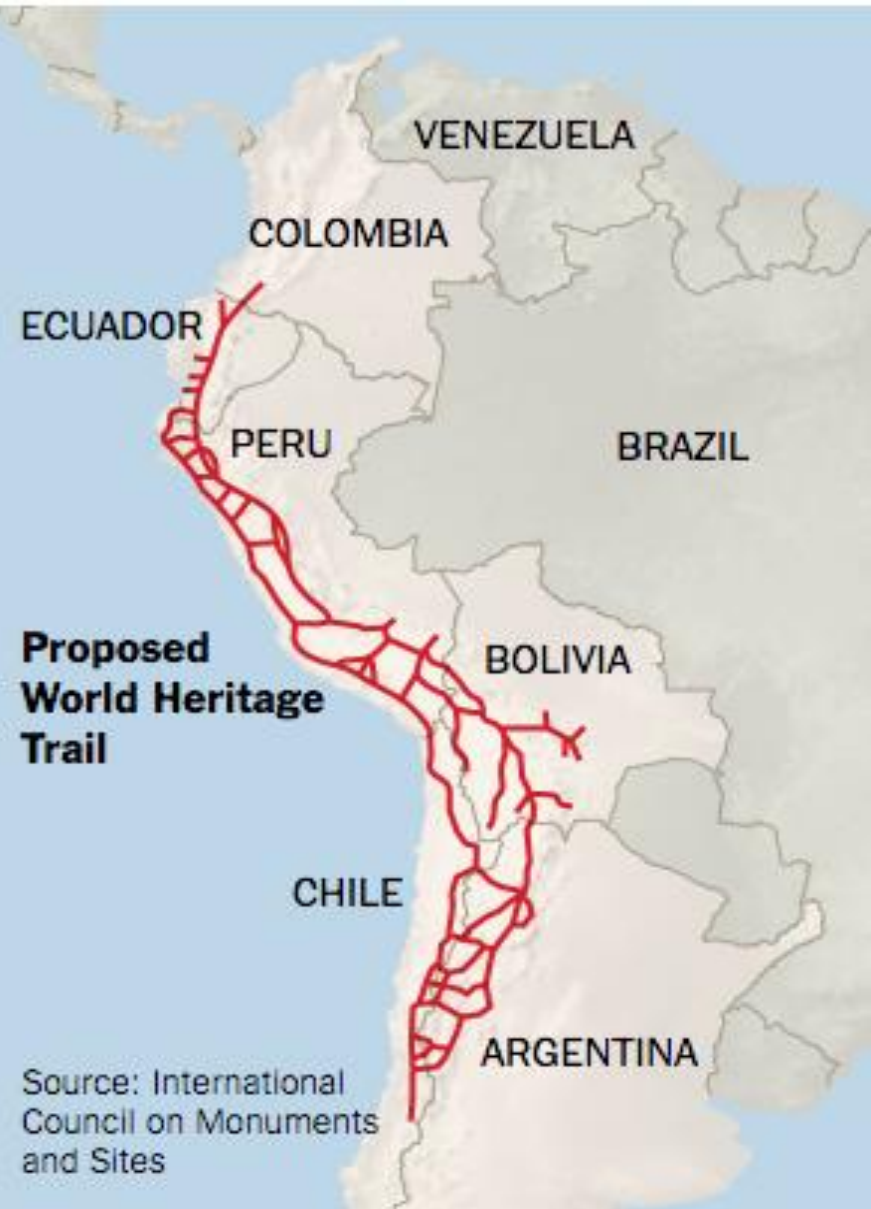 VENEZUELA
COLOMBIA
ECUADOR
PERU
BRAZIL
Proposed
World Heritage
Trail
BOLIVIA
CHILE
ARGENTINA
Source: International
Council on Monuments
and Sites